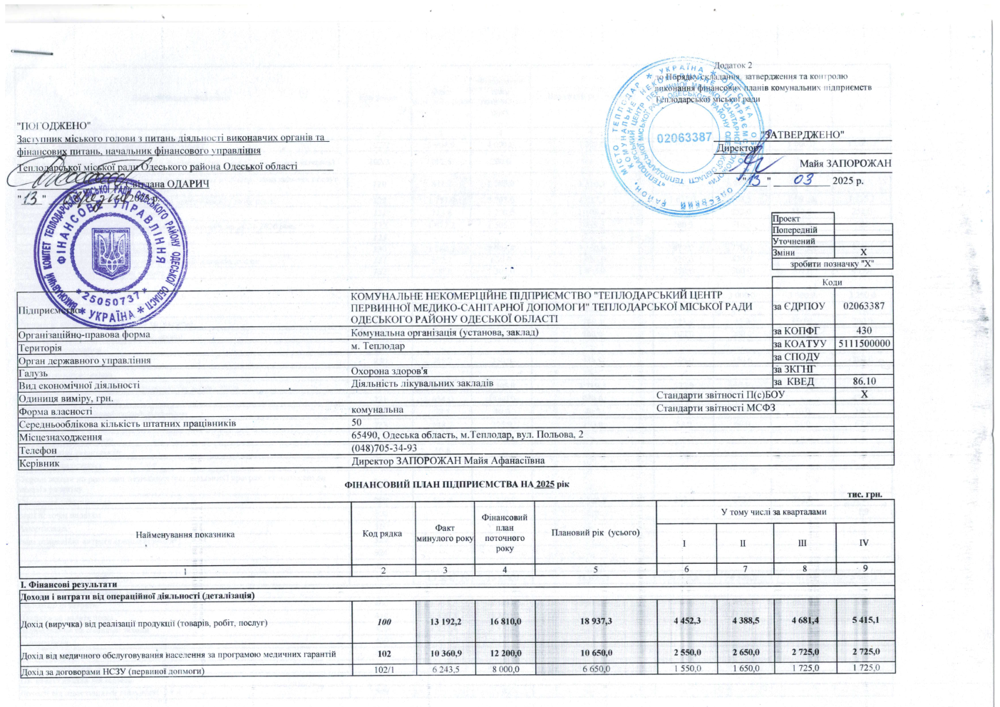 Додаток 2
до Порядку складання, затвердження та контролю
виконання фінансових планів комунальних підприємств
Теплодарської міської ради
"ПОГОДЖЕНО"
Заступник міського голови з питань діяльності виконавчих органів та
фінансових питань, начальник фінансового управління
Теплодарської міської ради Одеського района Одеської області
Світлана ОДАРИЧ
"13" березня 2025 р.
"ЗАТВЕРДЖЕНО"
Директор
Майя ЗАПОРОЖАН
"13" 03 2025 р.
ВИКОНАВЧИЙ КОМІТЕТ ТЕПЛОДАРСЬКОЇ МІСЬКОЇ РАДИ ОДЕСЬКОГО РАЙОНУ ОДЕСЬКОЇ ОБЛАСТІ
ФІНАНСОВЕ УПРАВЛІННЯ
* 25050737 *
* УКРАЇНА *
02063387
Проект
Попередній
Уточнений
Зміни X
зробити позначку "X"
Коди
Підприємство КОМУНАЛЬНЕ НЕКОМЕРЦІЙНЕ ПІДПРИЄМСТВО "ТЕПЛОДАРСЬКИЙ ЦЕНТР
ПЕРВИННОЇ МЕДИКО-САНІТАРНОЇ ДОПОМОГИ" ТЕПЛОДАРСЬКОЇ МІСЬКОЇ РАДИ
ОДЕСЬКОГО РАЙОНУ ОДЕСЬКОЇ ОБЛАСТІ за ЄДРПОУ 02063387
Організаційно-правова форма Комунальна організація (установа, заклад) за КОПФГ 430
Територія м. Теплодар за КОАТУУ 5111500000
Орган державного управління за СПОДУ
Галузь Охорона здоров'я за ЗКГНГ
Вид економічної діяльності Діяльність лікувальних закладів за КВЕД 86.10
Одиниця виміру, грн. Стандарти звітності П(с)БОУ X
Форма власності комунальна Стандарти звітності МСФЗ
Середньооблікова кількість штатних працівників 50
Місцезнаходження 65490, Одеська область, м.Теплодар, вул. Польова, 2
Телефон (048)705-34-93
Керівник Директор ЗАПОРОЖАН Майя Афанасіївна
ФІНАНСОВИЙ ПЛАН ПІДПРИЄМСТВА НА 2025 рік
тис. грн.
Найменування показника Код рядка Факт минулого року Фінансовий план поточного року Плановий рік (усього) У тому числі за кварталами
I II III IV
1 2 3 4 5 6 7 8 9
I. Фінансові результати
Доходи і витрати від операційної діяльності (деталізація)
Дохід (виручка) від реалізації продукції (товарів, робіт, послуг) 100 13 192,2 16 810,0 18 937,3 4 452,3 4 388,5 4 681,4 5 415,1
Дохід від медичного обслуговування населення за програмою медичних гарантій 102 10 360,9 12 200,0 10 650,0 2 550,0 2 650,0 2 725,0 2 725,0
Дохід за договорами НСЗУ (первиної допмоги) 102/1 6 243,5 8 000,0 6 650,0 1 550,0 1 650,0 1 725,0 1 725,0